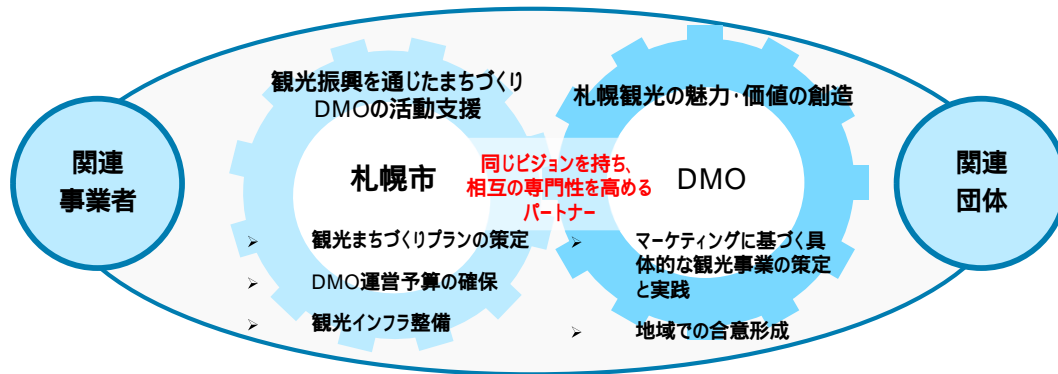 観光振興を通じたまちづくり
DMOの活動支援
札幌観光の魅力・価値の創造
関連
事業者
札幌市
同じビジョンを持ち、
相互の専門性を高める
パートナー
DMO
関連
団体
➢ 観光まちづくりプランの策定
➢ DMO運営予算の確保
➢ 観光インフラ整備
➢ マーケティングに基づく具
体的な観光事業の策定
と実践
➢ 地域での合意形成